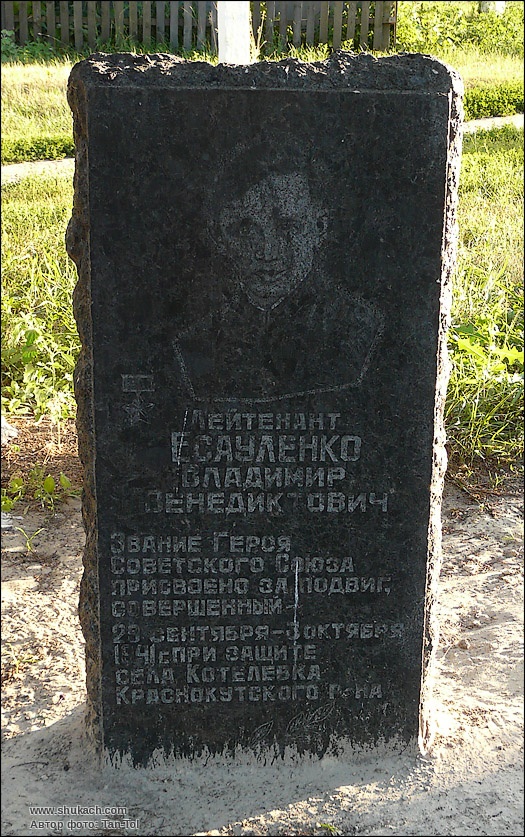 Лейтенант
Есауленко
Владимир
Венедиктович
Звание Героя
Советского Союза
присвоено за подвиг,
совершенный
28 сентября-3 октября
1941г при защите
села Котелевка
Краснокутского р-на
www.shukach.com
Автор фото: Tan-Tol